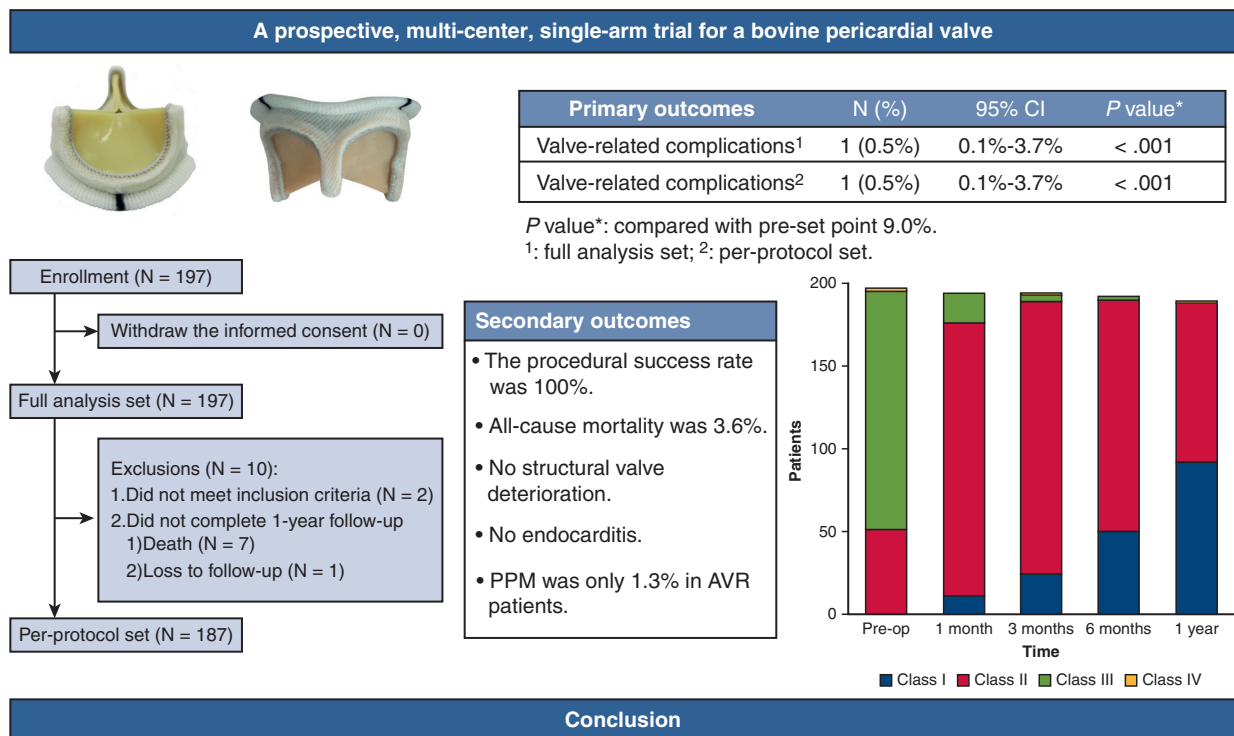 A prospective, multi-center, single-arm trial for a bovine pericardial valve
Primary outcomes N (%) 95% CI P value*
Valve-related complications¹ 1 (0.5%) 0.1%-3.7% < .001
Valve-related complications² 1 (0.5%) 0.1%-3.7% < .001
P value*: compared with pre-set point 9.0%.
¹: full analysis set; ²: per-protocol set.
Enrollment (N = 197)
Withdraw the informed consent (N = 0)
Full analysis set (N = 197)
Exclusions (N = 10):
1.Did not meet inclusion criteria (N = 2)
2.Did not complete 1-year follow-up
1)Death (N = 7)
2)Loss to follow-up (N = 1)
Per-protocol set (N = 187)
Secondary outcomes
• The procedural success rate
was 100%.
• All-cause mortality was 3.6%.
• No structural valve
deterioration.
• No endocarditis.
• PPM was only 1.3% in AVR
patients.
200
150
100
50
0
Patients
Pre-op 1 month 3 months 6 months 1 year
Time
Class I Class II Class III Class IV
Conclusion